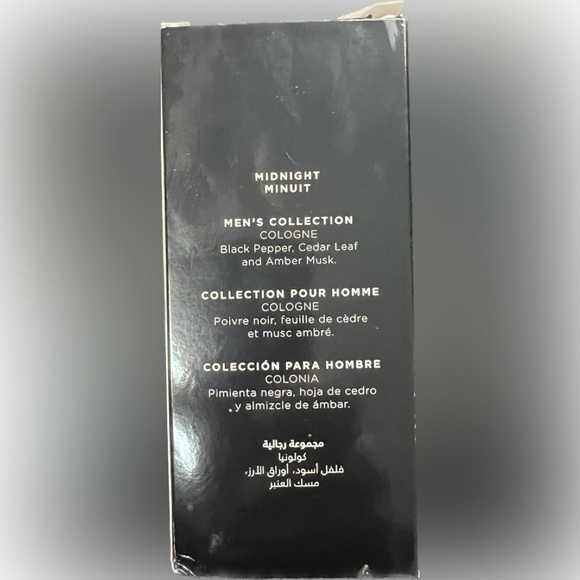 MIDNIGHT
MINUIT
MEN'S COLLECTION
COLOGNE
Black Pepper, Cedar Leaf
and Amber Musk.
COLLECTION POUR HOMME
COLOGNE
Poivre noir, feuille de cèdre
et musc ambré.
COLECCIÓN PARA HOMBRE
COLONIA
Pimienta negra, hoja de cedro
y almizcle de ámbar.
مجموعة رجالية
كولونيا
فلفل أسود، أوراق الأرز،
مسك العنبر